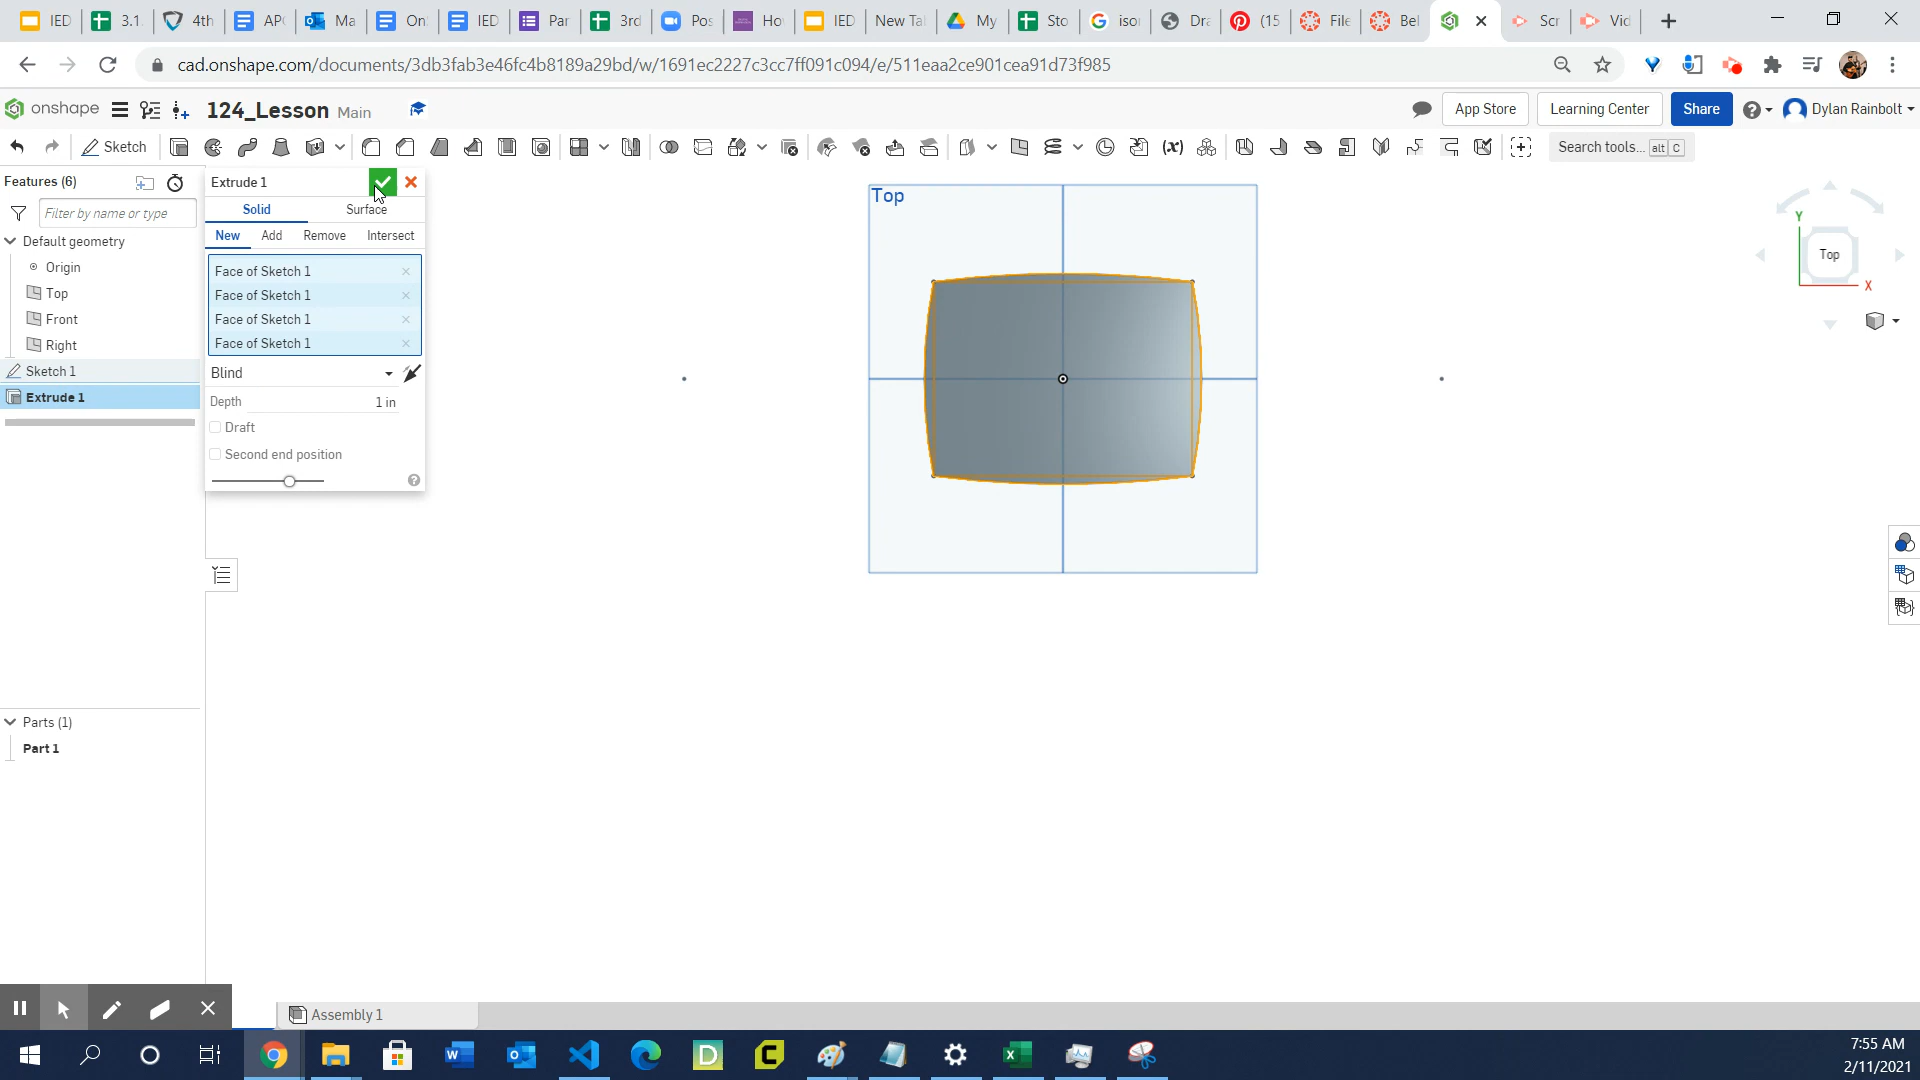 IED
3.1
4th
APC
Ma
On
IED
Par
3rd
Pos
Ho
IED
New Ta
My
Sto
isor
Dra
(15
File
Bel
Scr
Vid
cad.onshape.com/documents/3db3fab3e46fc4b8189a29bd/w/1691ec2227c3cc7ff091c094/e/511eaa2ce901cea91d73f985
onshape
124_Lesson Main
App Store
Learning Center
Share
Dylan Rainbolt
Sketch
Search tools... alt C
Features (6)
Filter by name or type
Default geometry
Origin
Top
Front
Right
Sketch 1
Extrude 1
Extrude 1
Solid
Surface
New
Add
Remove
Intersect
Face of Sketch 1
Face of Sketch 1
Face of Sketch 1
Face of Sketch 1
Blind
Depth
1 in
Draft
Second end position
Top
Y
Top
X
Parts (1)
Part 1
Assembly 1
7:55 AM
2/11/2021